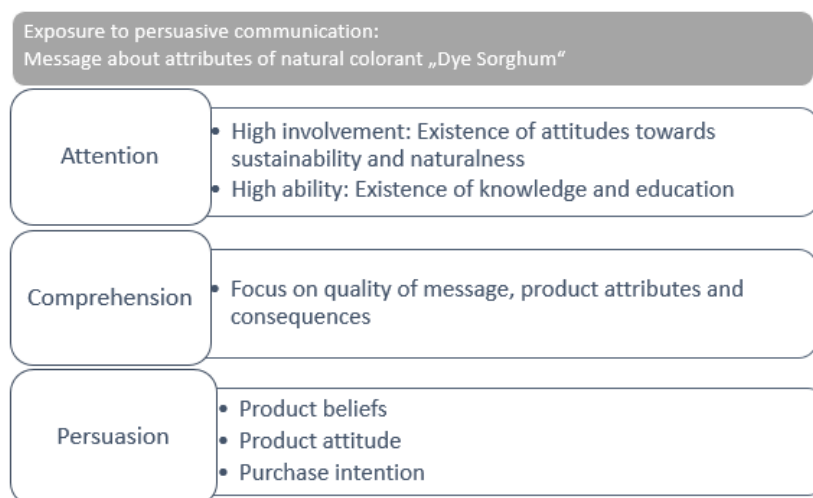 Exposure to persuasive communication:
Message about attributes of natural colorant „Dye Sorghum“
Attention
• High involvement: Existence of attitudes towards
sustainability and naturalness
• High ability: Existence of knowledge and education
Comprehension
• Focus on quality of message, product attributes and
consequences
Persuasion
• Product beliefs
• Product attitude
• Purchase intention